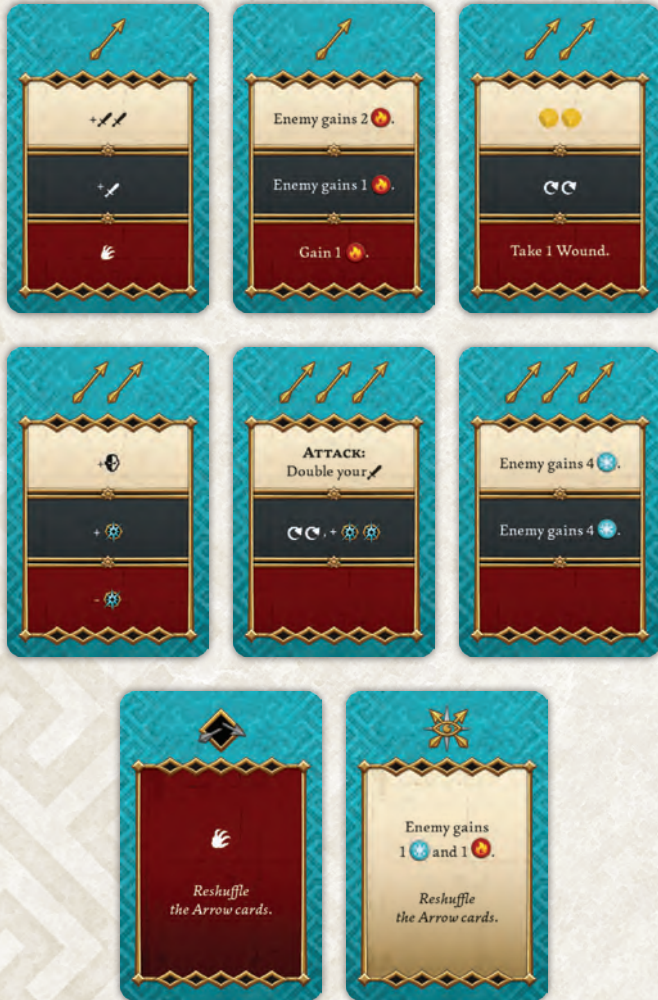 +
Enemy gains 2.
+
Enemy gains 1.
Take 1 Wound.
Gain 1.
+
ATTACK:
Double your
Enemy gains 4.
+
, +
Enemy gains 4.
-
Enemy gains
1 and 1.
Reshuffle
the Arrow cards.
Reshuffle
the Arrow cards.